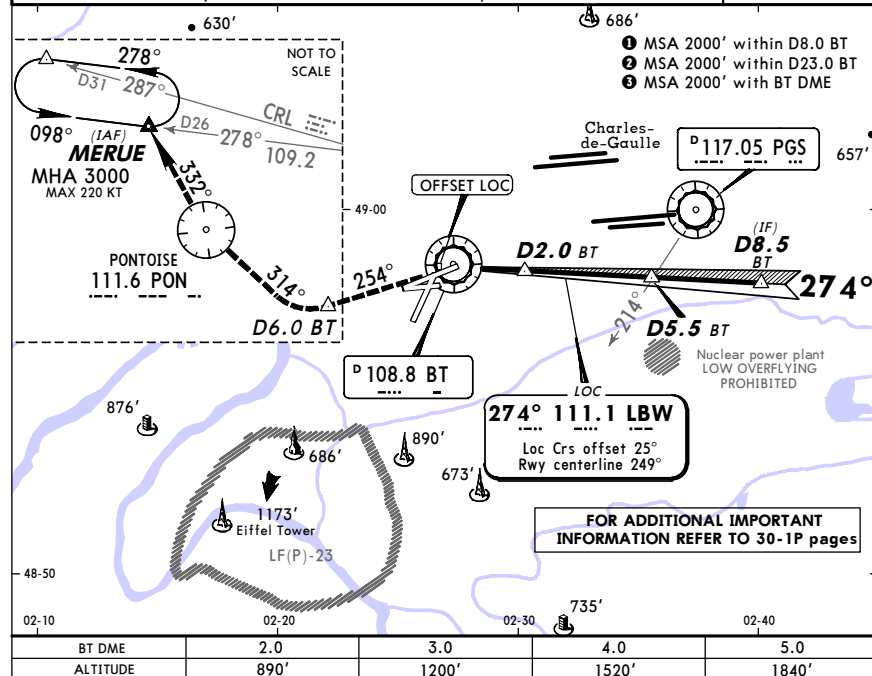 630'
686'
NOT TO
SCALE
❶ MSA 2000' within D8.0 BT
❷ MSA 2000' within D23.0 BT
❸ MSA 2000' with BT DME
278°
D31 287°
CRL
D26
278°
109.2
098°
(IAF)
MERUE
MHA 3000
MAX 220 KT
332°
Charles-
de-Gaulle
D 117.05 PGS
657'
OFFSET LOC
49-00
PONTOISE
111.6 PON
314°
254°
D6.0 BT
D2.0 BT
(IF)
D8.5
BT
274°
214°
D5.5 BT
D 108.8 BT
Nuclear power plant
LOW OVERFLYING
PROHIBITED
LOC
274° 111.1 LBW
Loc Crs offset 25°
Rwy centerline 249°
876'
686'
890'
673'
1173'
Eiffel Tower
LF(P)-23
FOR ADDITIONAL IMPORTANT
INFORMATION REFER TO 30-1P pages
48-50
735'
02-10 02-20 02-30 02-40
BT DME 2.0 3.0 4.0 5.0
ALTITUDE 890' 1200' 1520' 1840'